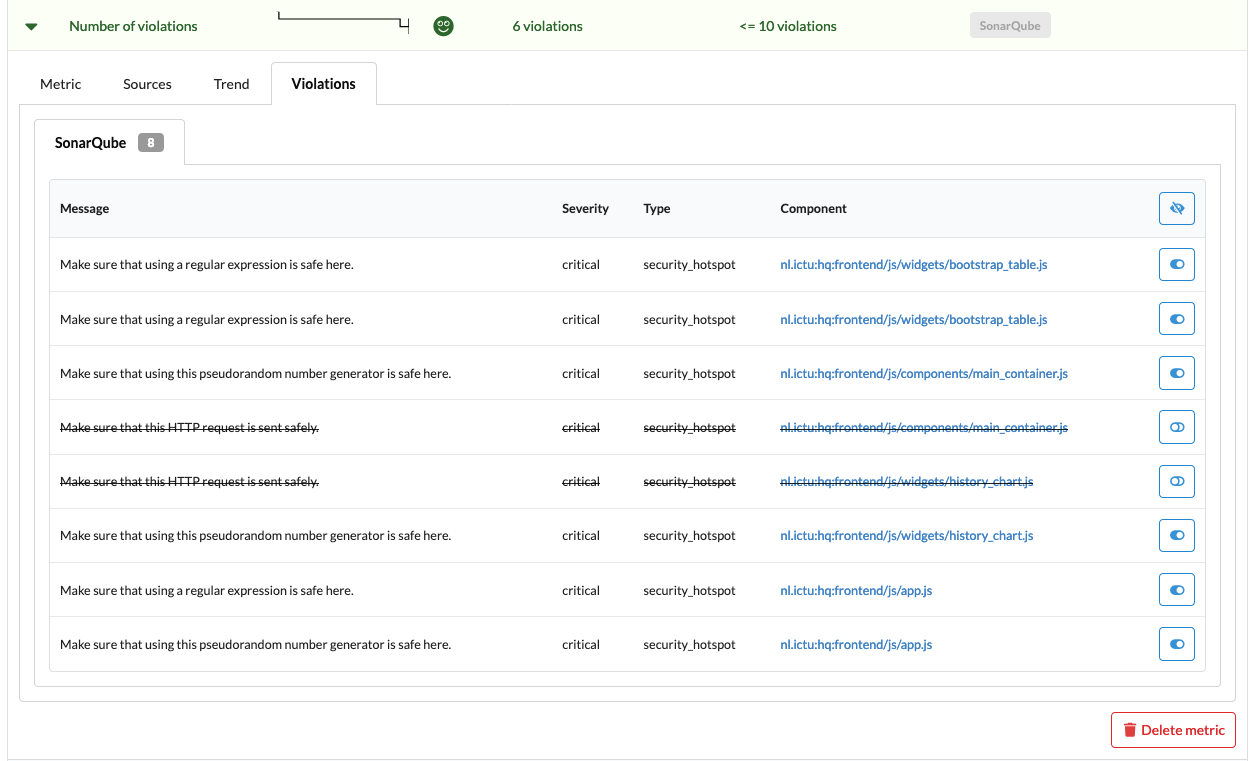 Number of violations 6 violations <= 10 violations SonarQube
Metric Sources Trend Violations
SonarQube 8
Message Severity Type Component
Make sure that using a regular expression is safe here. critical security_hotspot nl.ictu:hq:frontend/js/widgets/bootstrap_table.js
Make sure that using a regular expression is safe here. critical security_hotspot nl.ictu:hq:frontend/js/widgets/bootstrap_table.js
Make sure that using this pseudorandom number generator is safe here. critical security_hotspot nl.ictu:hq:frontend/js/components/main_container.js
Make sure that this HTTP request is sent safely. critical security_hotspot nl.ictu:hq:frontend/js/components/main_container.js
Make sure that this HTTP request is sent safely. critical security_hotspot nl.ictu:hq:frontend/js/widgets/history_chart.js
Make sure that using this pseudorandom number generator is safe here. critical security_hotspot nl.ictu:hq:frontend/js/widgets/history_chart.js
Make sure that using a regular expression is safe here. critical security_hotspot nl.ictu:hq:frontend/js/app.js
Make sure that using this pseudorandom number generator is safe here. critical security_hotspot nl.ictu:hq:frontend/js/app.js
Delete metric